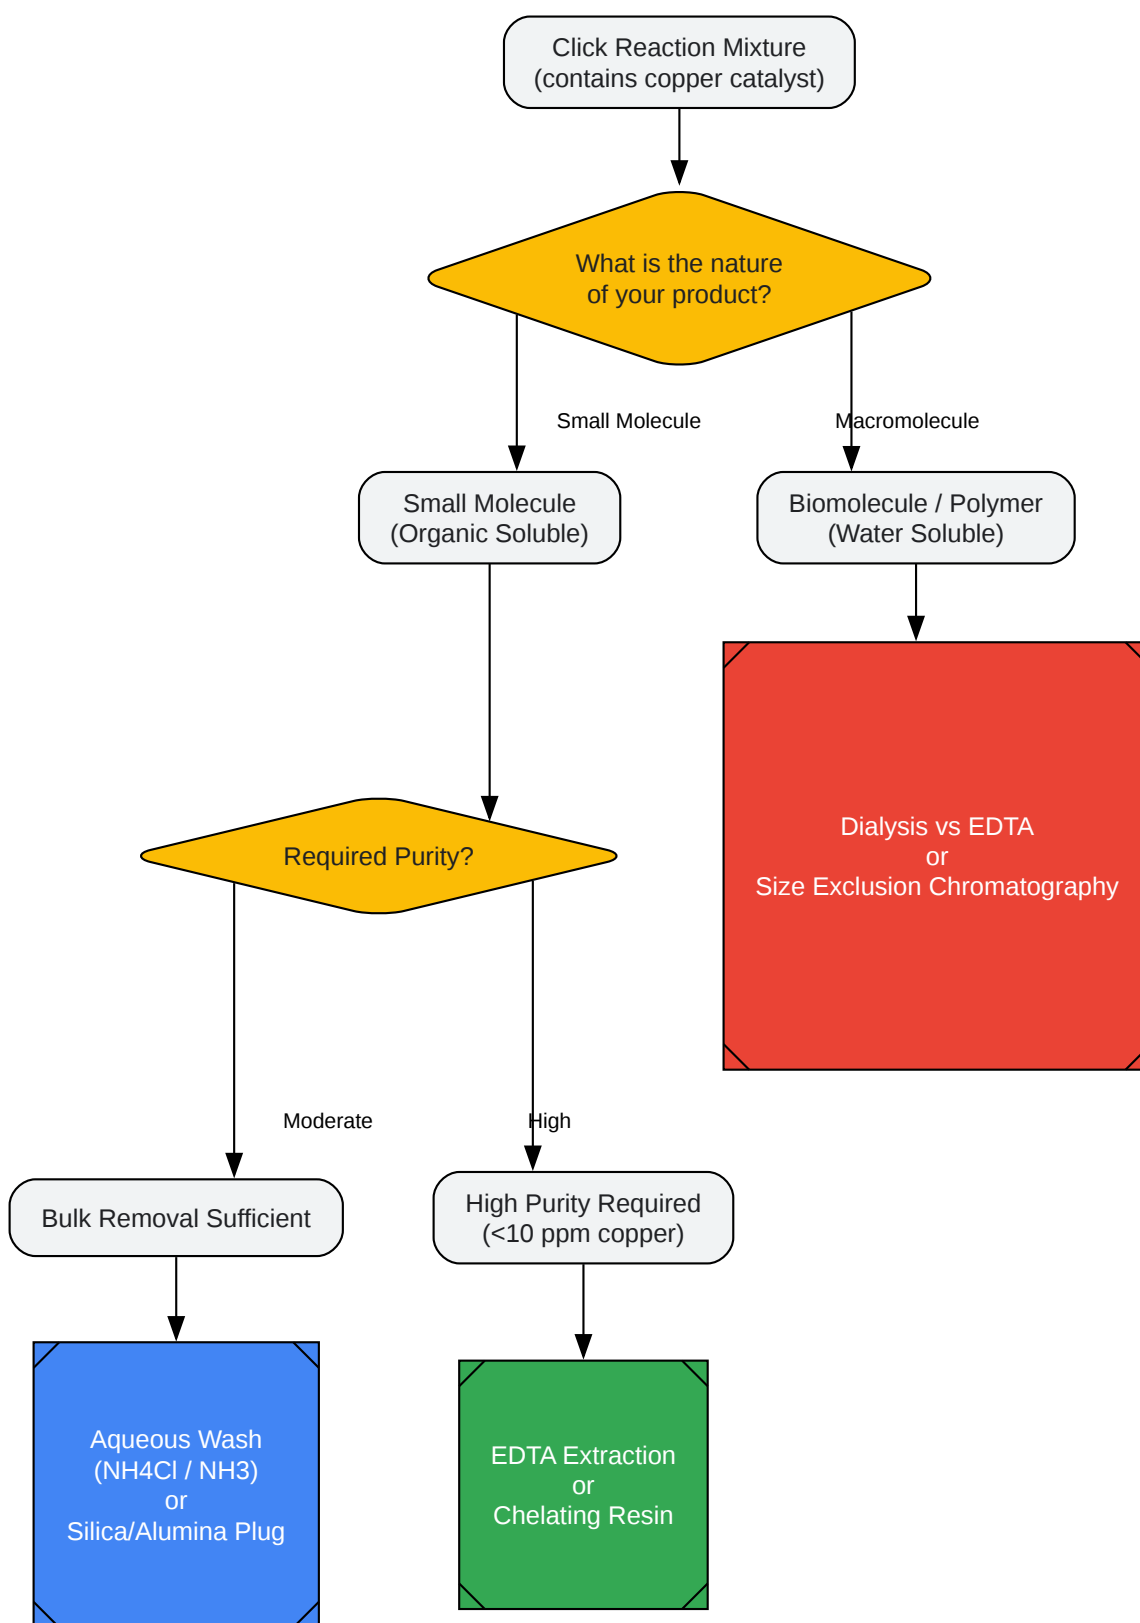 Click Reaction Mixture
(contains copper catalyst)
What is the nature
of your product?
Small Molecule
Macromolecule
Small Molecule
(Organic Soluble)
Biomolecule / Polymer
(Water Soluble)
Dialysis vs EDTA
or
Size Exclusion Chromatography
Required Purity?
Moderate
High
Bulk Removal Sufficient
High Purity Required
(<10 ppm copper)
Aqueous Wash
(NH4Cl / NH3)
or
Silica/Alumina Plug
EDTA Extraction
or
Chelating Resin